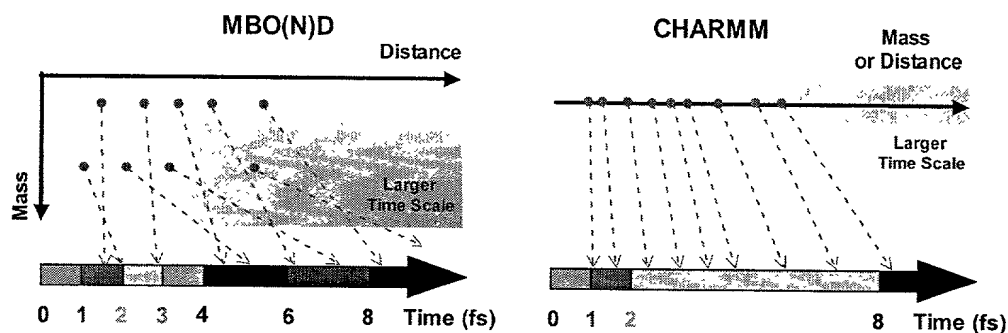 MBO(N)D
Distance
Mass
Larger
Time Scale
0 1 2 3 4 6 8 Time (fs)
CHARMM
Mass
or Distance
Larger
Time Scale
0 1 2 8 Time (fs)